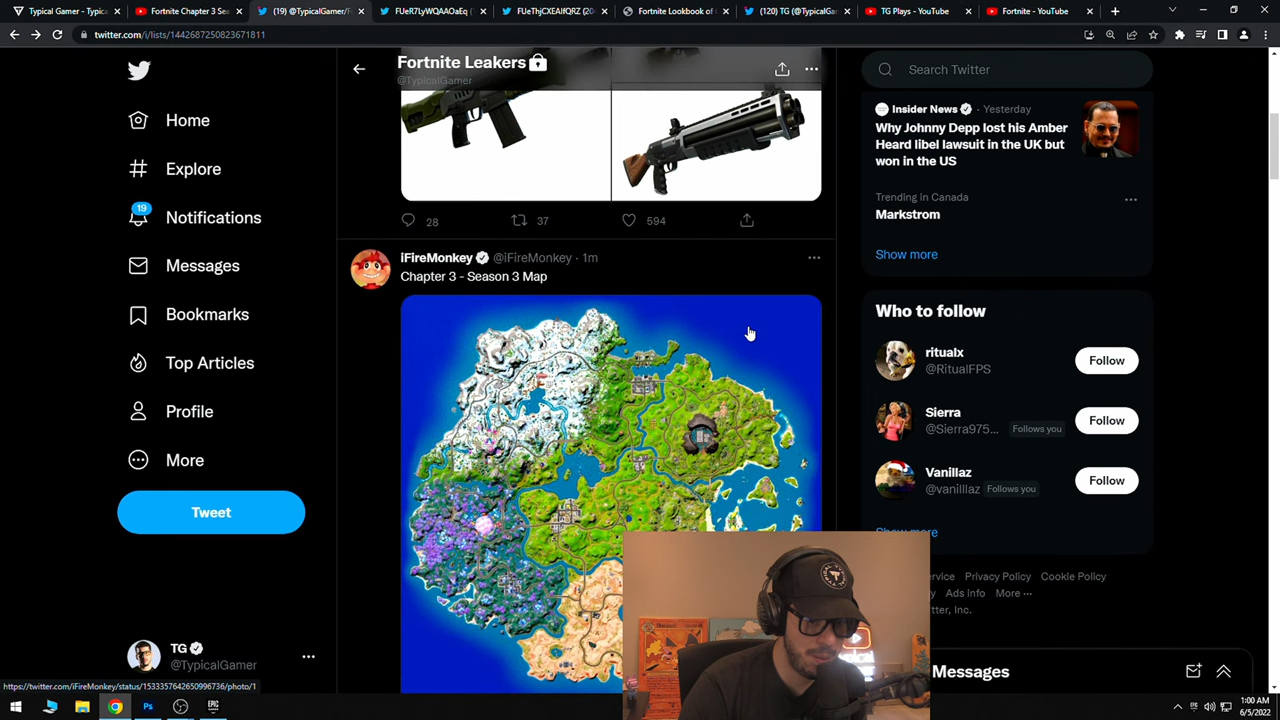 Typical Gamer - Typica
Fortnite Chapter 3 Sea
(19) @TypicalGamer/F
FUeR7LyWQAAOaEq (
FUeThjCXEAIfQRZ (20
Fortnite Lookbook of C
(120) TG (@TypicalGam
TG Plays - YouTube
Fortnite - YouTube
twitter.com/i/lists/1442687250823671811
Fortnite Leakers
@TypicalGamer
Search Twitter
Home
Explore
19
Notifications
Messages
Bookmarks
Top Articles
Profile
More
Tweet
TG
@TypicalGamer
28
37
594
iFireMonkey @iFireMonkey · 1m
Chapter 3 - Season 3 Map
Insider News · Yesterday
Why Johnny Depp lost his Amber
Heard libel lawsuit in the UK but
won in the US
Trending in Canada
Markstrom
Show more
Who to follow
ritualx
@RitualFPS
Follow
Sierra
@Sierra975... Follows you
Follow
Vanillaz
@vanilllaz Follows you
Follow
Privacy Policy Cookie Policy
Ads Info More
Messages
https://twitter.com/iFireMonkey/status/1533357642650996736/photo/1
1:00 AM
6/5/2022